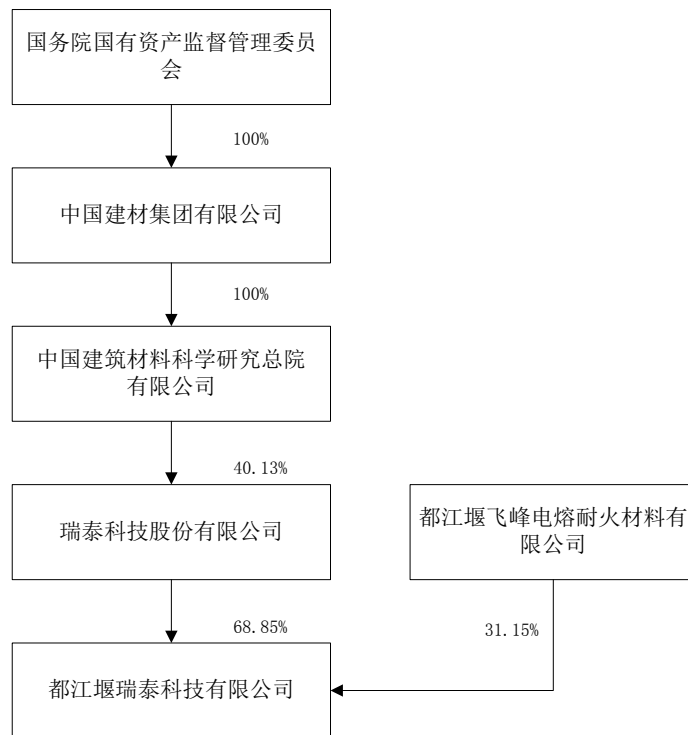 国务院国有资产监督管理委员
会
100%
中国建材集团有限公司
100%
中国建筑材料科学研究总院
有限公司
40.13%
瑞泰科技股份有限公司
都江堰飞峰电熔耐火材料有
限公司
68.85%
31.15%
都江堰瑞泰科技有限公司